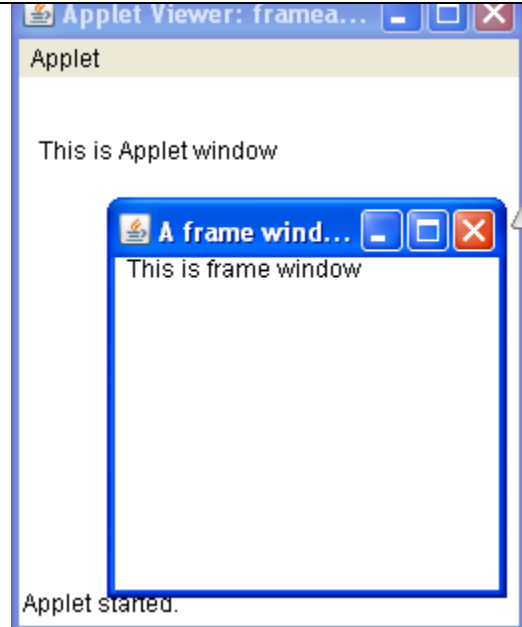 Applet Viewer: framea...
Applet
This is Applet window
A frame wind...
This is frame window
Applet started.